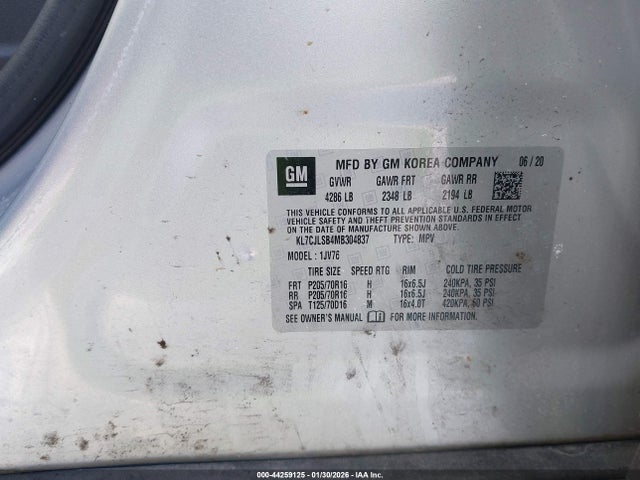 GM
MFD BY GM KOREA COMPANY 06/20
GVWR GAWR FRT GAWR RR
4286 LB 2348 LB 2194 LB
THIS VEHICLE CONFORMS TO ALL APPLICABLE U.S. FEDERAL MOTOR
VEHICLE SAFETY AND THEFT PREVENTION STANDARDS IN EFFECT ON
THE DATE OF MANUFACTURE SHOWN ABOVE.
KL7CJLSB4MB304837 TYPE: MPV
MODEL : 1JV76
TIRE SIZE SPEED RTG RIM COLD TIRE PRESSURE
FRT P205/70R16 H 16x6.5J 240KPA, 35 PSI
RR P205/70R16 H 16x6.5J 240KPA, 35 PSI
SPA T125/70D16 M 16x4.0T 420KPA, 60 PSI
SEE OWNER'S MANUAL FOR MORE INFORMATION.
000-44259125 - 01/30/2026 - Copyright IAA, Inc.